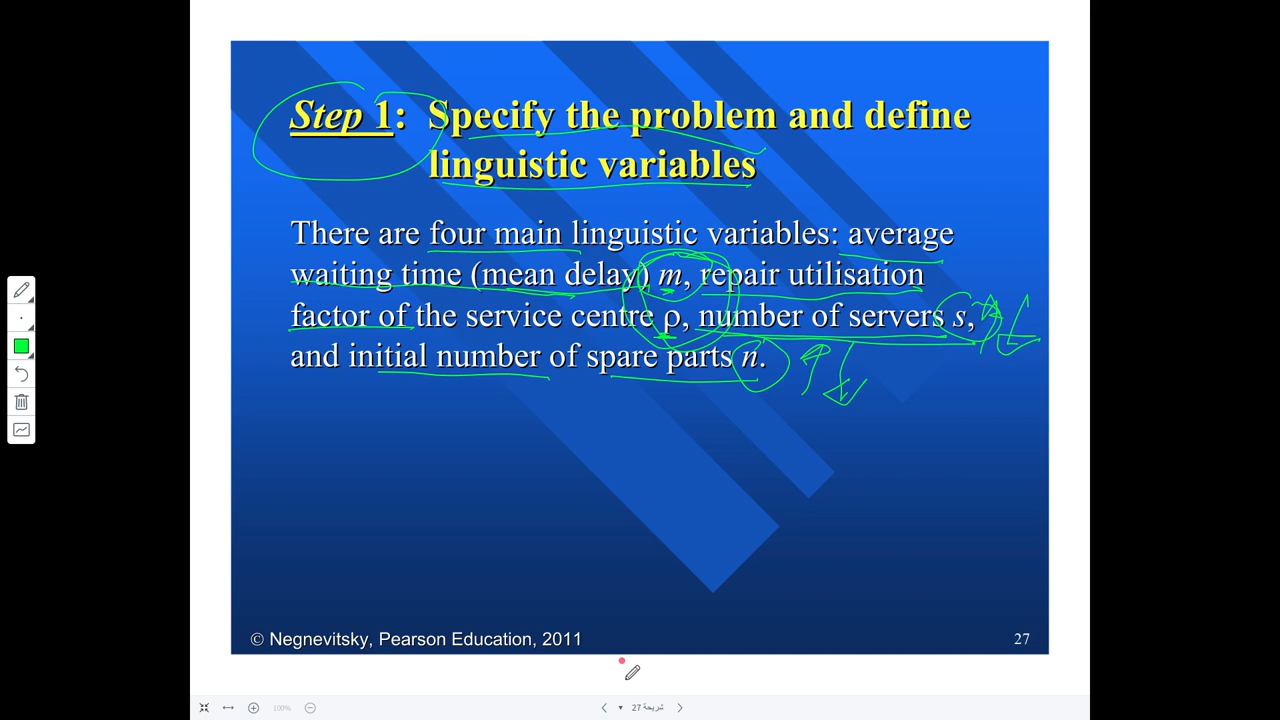 Step 1: Specify the problem and define
linguistic variables
There are four main linguistic variables: average
waiting time (mean delay) m, repair utilisation
factor of the service centre ρ, number of servers s,
and initial number of spare parts n.
© Negnevitsky, Pearson Education, 2011
27
100%
شريحة 27